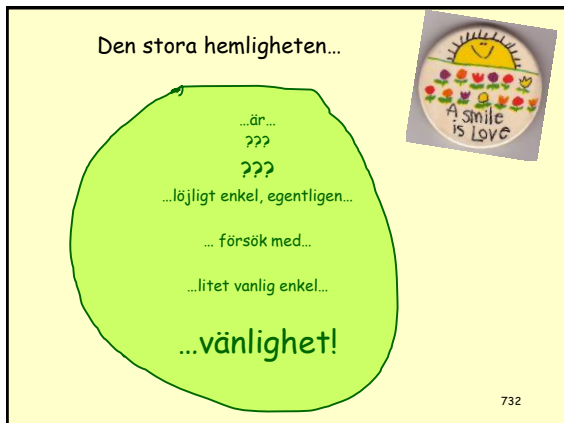 Den stora hemligheten…
A smile
is Love
…är…
???
???
…löjligt enkel, egentligen…
… försök med…
…litet vanlig enkel…
…vänlighet!
732